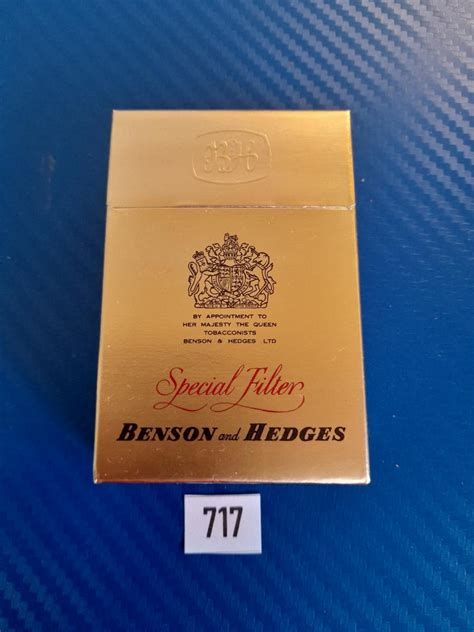 B&H
BY APPOINTMENT TO
HER MAJESTY THE QUEEN
TOBACCONISTS
BENSON & HEDGES LTD
Special Filter
BENSON and HEDGES
717